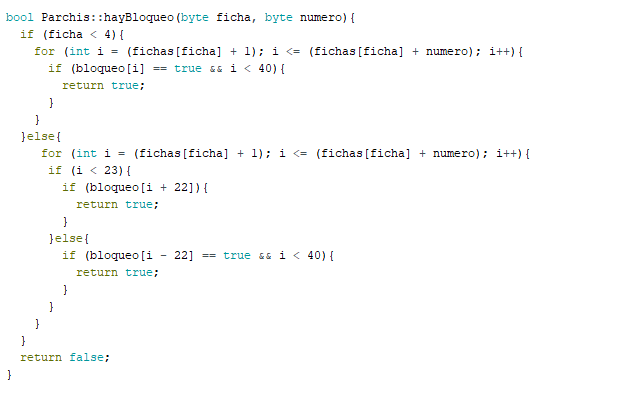 bool Parchis::hayBloqueo(byte ficha, byte numero){
  if (ficha < 4){
    for (int i = (fichas[ficha] + 1); i <= (fichas[ficha] + numero); i++){
      if (bloqueo[i] == true && i < 40){
        return true;
      }
    }
  }else{
     for (int i = (fichas[ficha] + 1); i <= (fichas[ficha] + numero); i++){
      if (i < 23){
        if (bloqueo[i + 22]){
          return true;
        }
      }else{
        if (bloqueo[i - 22] == true && i < 40){
          return true;
        }
      }
    }
  }
  return false;
}